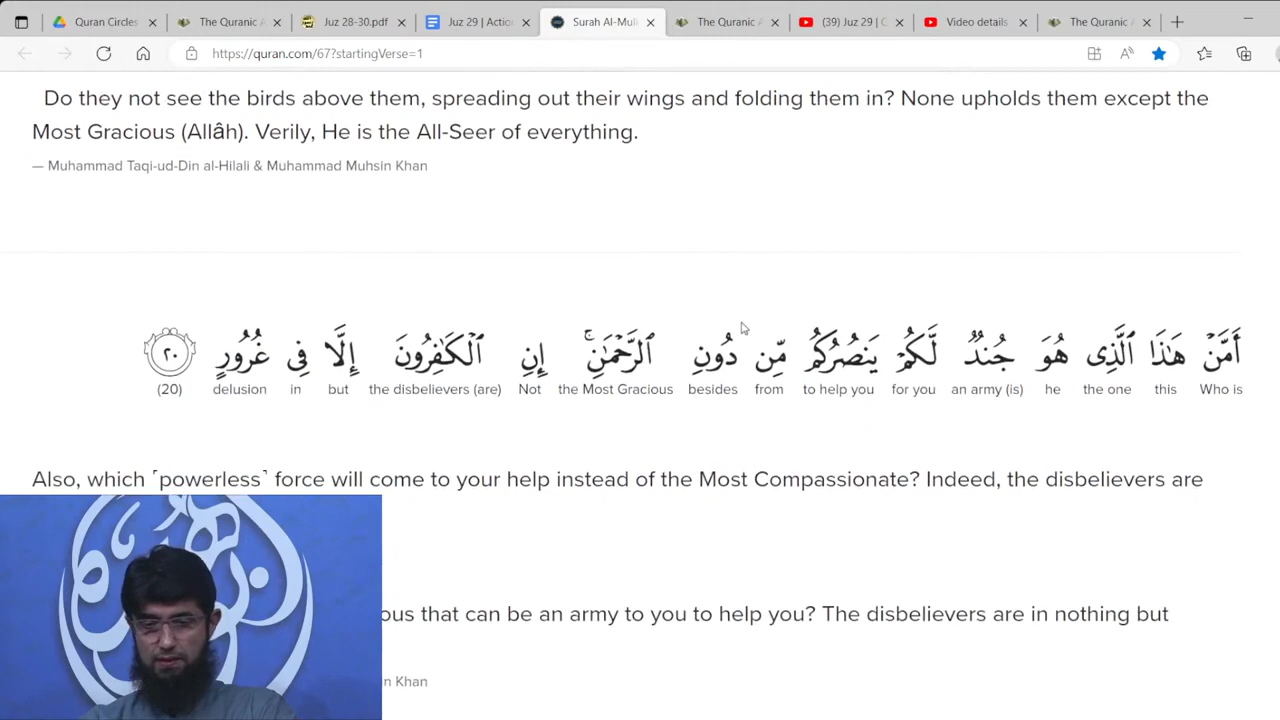 Quran Circles
The Quranic A
Juz 28-30.pdf
Juz 29 | Actio
Surah Al-Mul
The Quranic A
(39) Juz 29 | C
Video details
The Quranic A
https://quran.com/67?startingVerse=1
Do they not see the birds above them, spreading out their wings and folding them in? None upholds them except the
Most Gracious (Allâh). Verily, He is the All-Seer of everything.
— Muhammad Taqi-ud-Din al-Hilali & Muhammad Muhsin Khan
أَمَّنْ هَـٰذَا ٱلَّذِى هُوَ جُندٌ لَّكُمْ يَنصُرُكُم مِّن دُونِ ٱلرَّحْمَـٰنِ ۚ إِنِ ٱلْكَـٰفِرُونَ إِلَّا فِى غُرُورٍ ٢٠
(20) delusion in but the disbelievers (are) Not the Most Gracious besides from to help you for you an army (is) he the one this Who is
Also, which ˹powerless˺ force will come to your help instead of the Most Compassionate? Indeed, the disbelievers are
ous that can be an army to you to help you? The disbelievers are in nothing but
n Khan